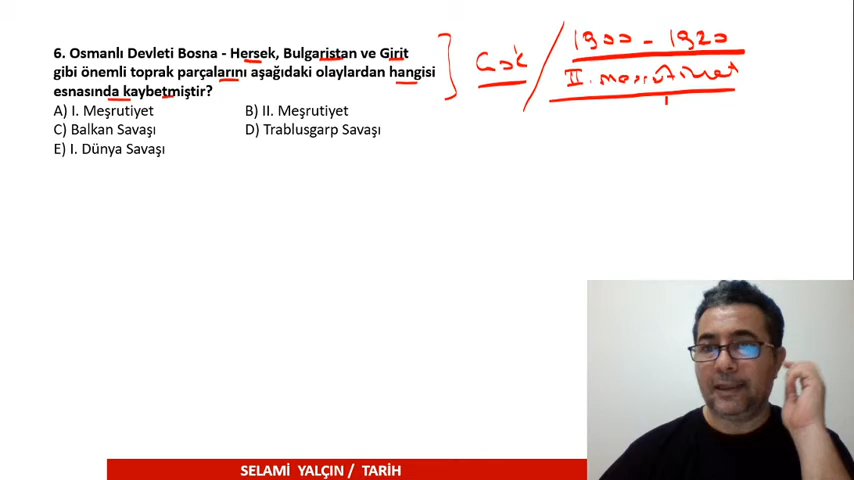 6. Osmanlı Devleti Bosna - Hersek, Bulgaristan ve Girit
gibi önemli toprak parçalarını aşağıdaki olaylardan hangisi
esnasında kaybetmiştir?
A) I. Meşrutiyet
B) II. Meşrutiyet
C) Balkan Savaşı
D) Trablusgarp Savaşı
E) I. Dünya Savaşı
1900 - 1920
II. meşrutiyet
SELAMİ YALÇIN / TARİH